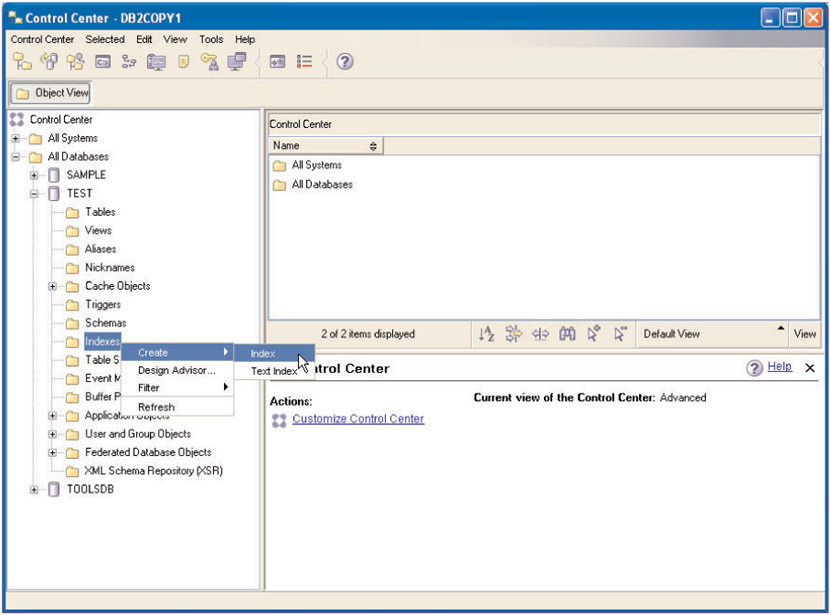 Control Center - DB2COPY1
Control Center Selected Edit View Tools Help
Object View
Control Center
All Systems
All Databases
SAMPLE
TEST
Tables
Views
Aliases
Nicknames
Cache Objects
Triggers
Schemas
Indexes
Table S
Event M
Buffer P
Application Objects
User and Group Objects
Federated Database Objects
XML Schema Repository (XSR)
TOOLSDB
Create
Design Advisor...
Filter
Refresh
Index
Text Index
Control Center
Name
All Systems
All Databases
2 of 2 items displayed
Default View
View
ntrol Center
Help
Actions:
Customize Control Center
Current view of the Control Center: Advanced